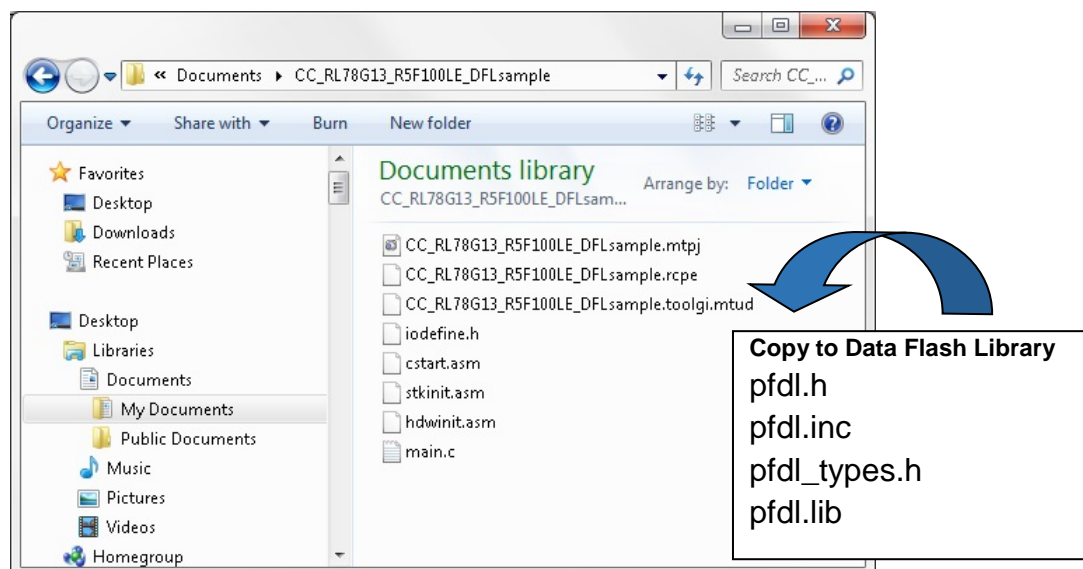 « Documents ▸ CC_RL78G13_R5F100LE_DFLsample
Search CC_...
Organize Share with Burn New folder
Favorites
Desktop
Downloads
Recent Places
Desktop
Libraries
Documents
My Documents
Public Documents
Music
Pictures
Videos
Homegroup
Documents library
CC_RL78G13_R5F100LE_DFLsam...
Arrange by: Folder
CC_RL78G13_R5F100LE_DFLsample.mtpj
CC_RL78G13_R5F100LE_DFLsample.rcpe
CC_RL78G13_R5F100LE_DFLsample.toolgi.mtud
iodefine.h
cstart.asm
stkinit.asm
hdwinit.asm
main.c
Copy to Data Flash Library
pfdl.h
pfdl.inc
pfdl_types.h
pfdl.lib